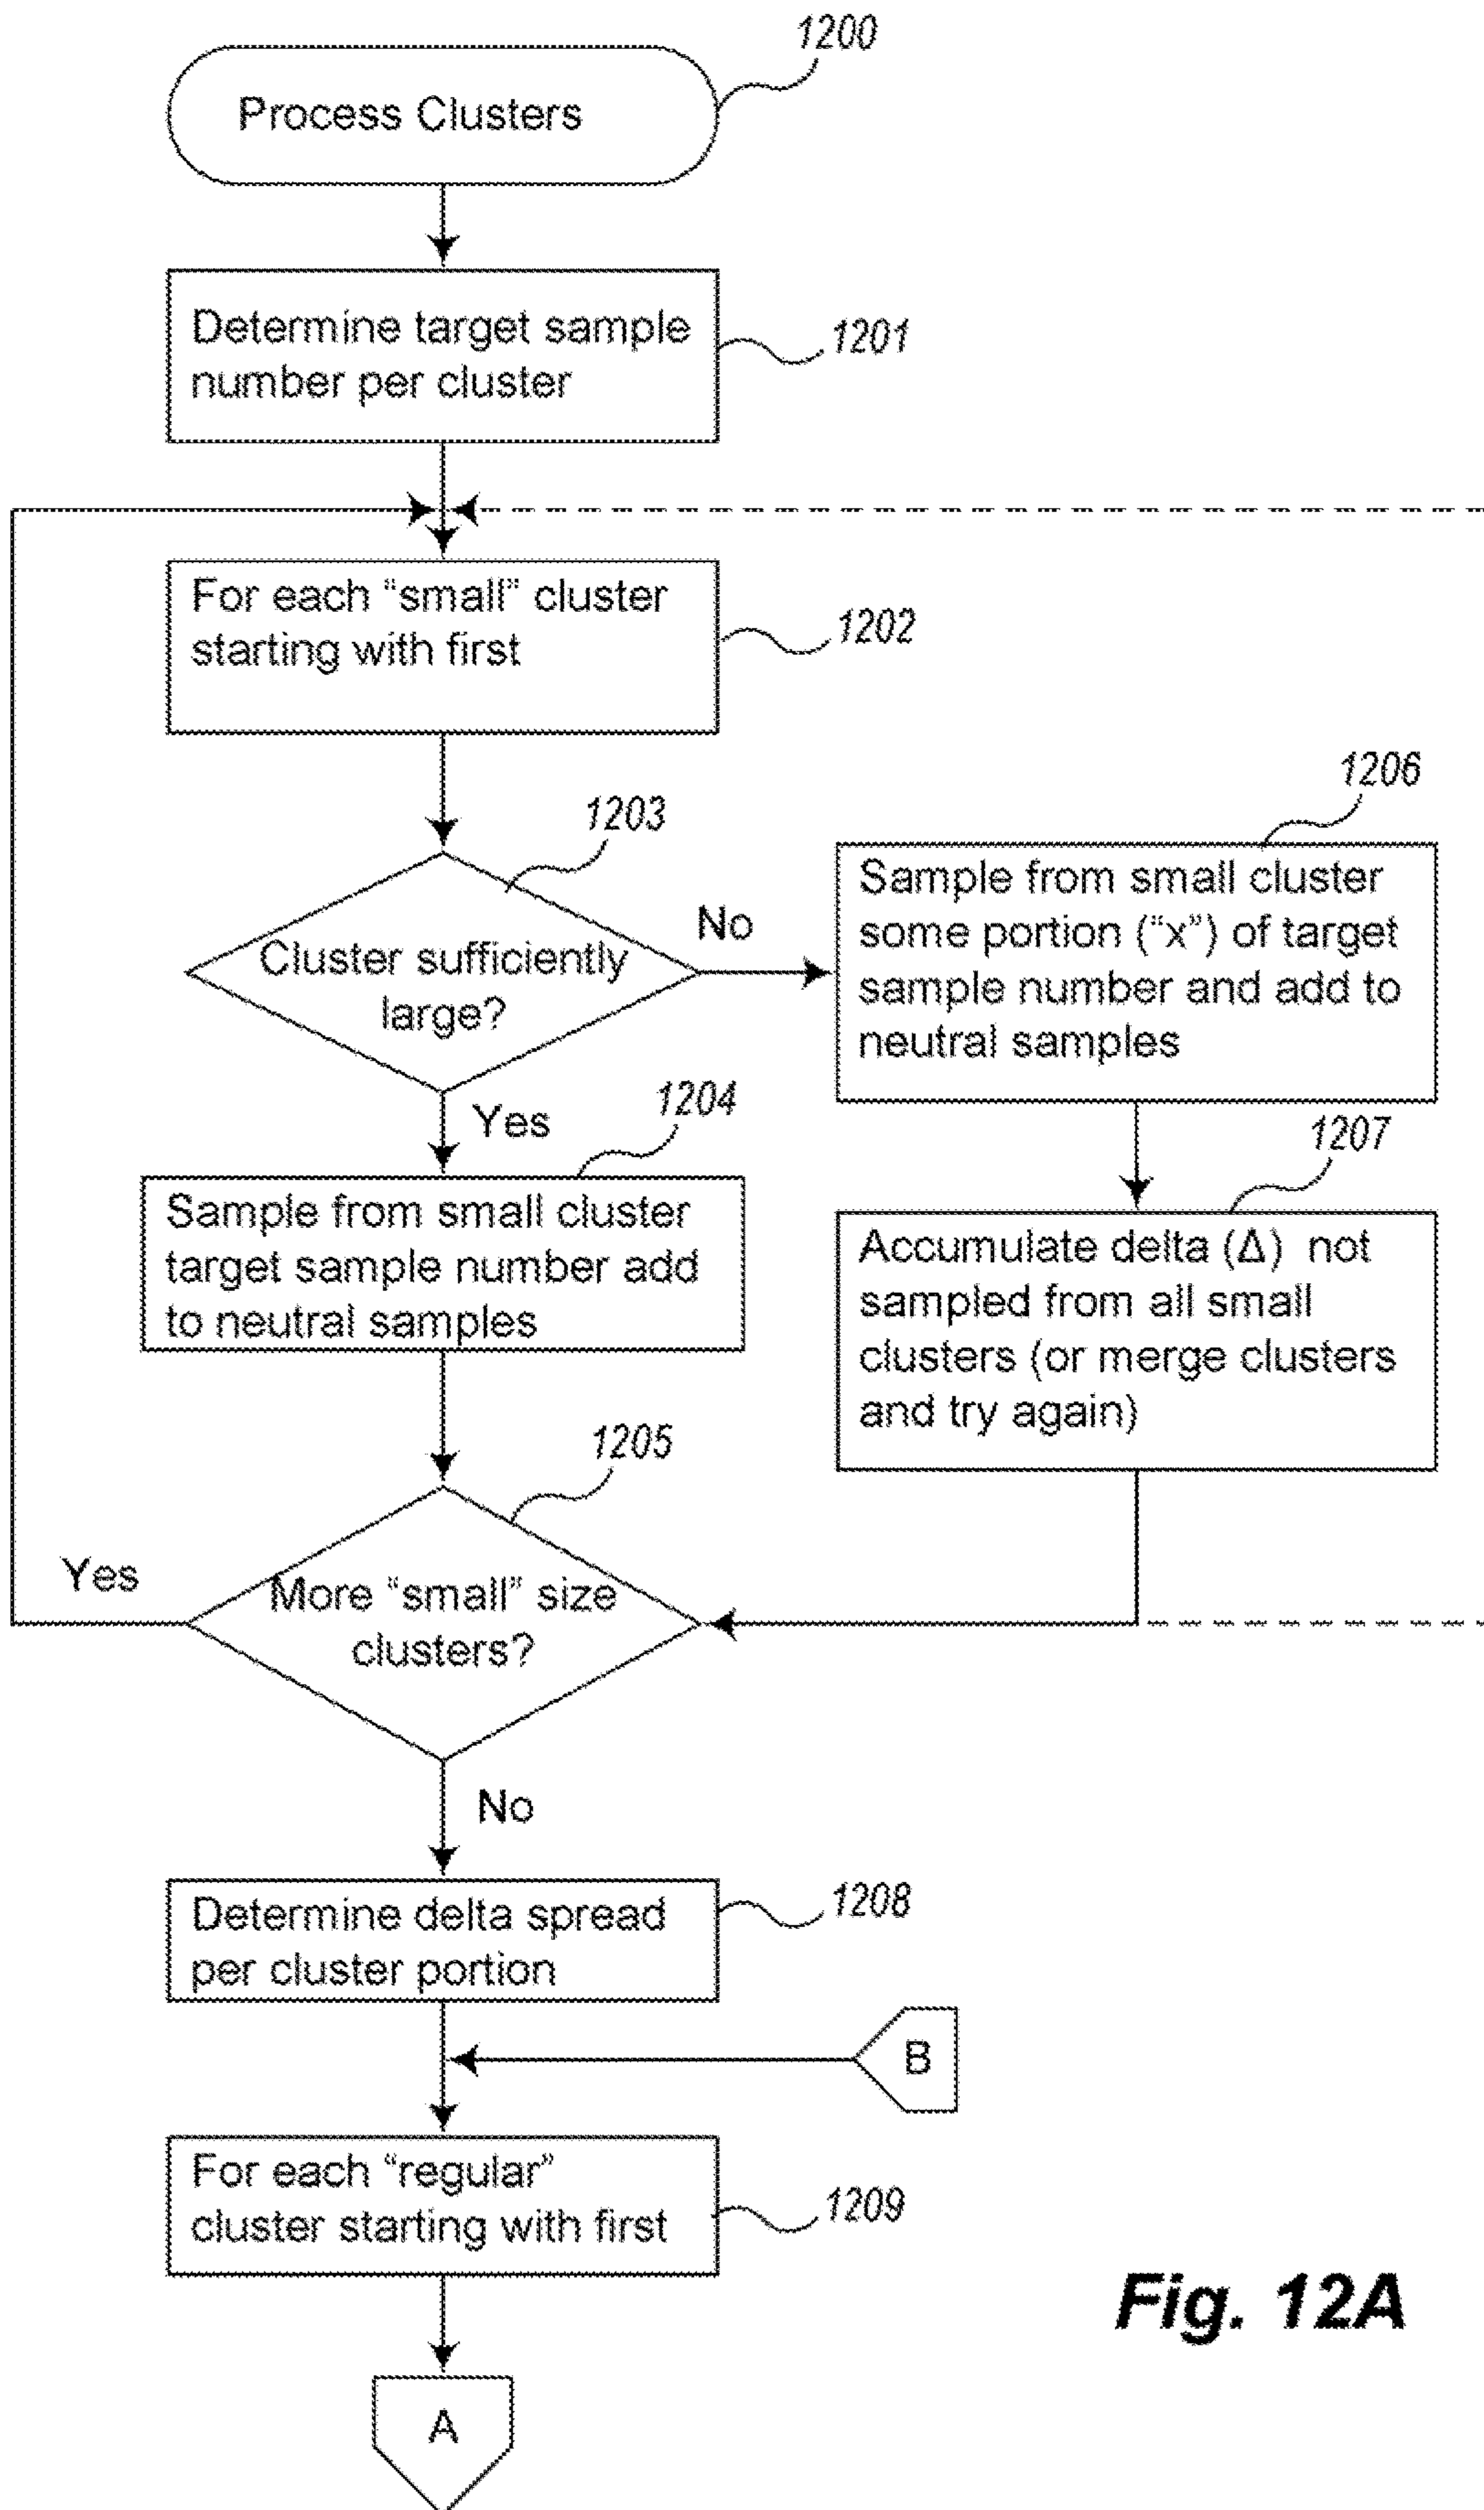 1200
Process Clusters
Determine target sample
number per cluster
1201
For each “small” cluster
starting with first
1202
1203
Cluster sufficiently
large?
No
Yes
1206
Sample from small cluster
some portion (“x”) of target
sample number and add to
neutral samples
1204
Sample from small cluster
target sample number add
to neutral samples
1207
Accumulate delta (Δ) not
sampled from all small
clusters (or merge clusters
and try again)
1205
More “small” size
clusters?
Yes
No
Determine delta spread
per cluster portion
1208
B
For each “regular”
cluster starting with first
1209
A
Fig. 12A